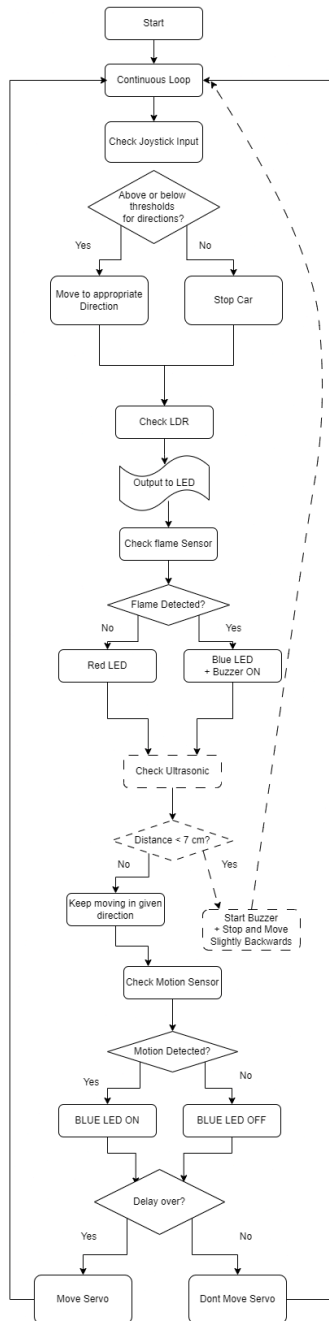 Start
Continuous Loop
Check Joystick Input
Above or below
thresholds
for directions?
Yes
No
Move to appropriate
Direction
Stop Car
Check LDR
Output to LED
Check flame Sensor
Flame Detected?
No
Yes
Red LED
Blue LED
+ Buzzer ON
Check Ultrasonic
Distance < 7 cm?
No
Yes
Keep moving in given
direction
Start Buzzer
+ Stop and Move
Slightly Backwards
Check Motion Sensor
Motion Detected?
Yes
No
BLUE LED ON
BLUE LED OFF
Delay over?
Yes
No
Move Servo
Dont Move Servo